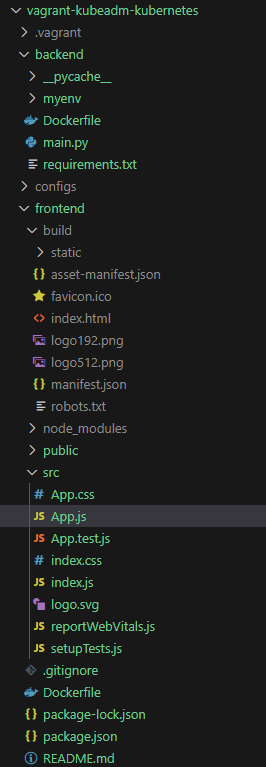 vagrant-kubeadm-kubernetes
.vagrant
backend
__pycache__
myenv
Dockerfile
main.py
requirements.txt
configs
frontend
build
static
asset-manifest.json
favicon.ico
index.html
logo192.png
logo512.png
manifest.json
robots.txt
node_modules
public
src
App.css
App.js
App.test.js
index.css
index.js
logo.svg
reportWebVitals.js
setupTests.js
.gitignore
Dockerfile
package-lock.json
package.json
README.md